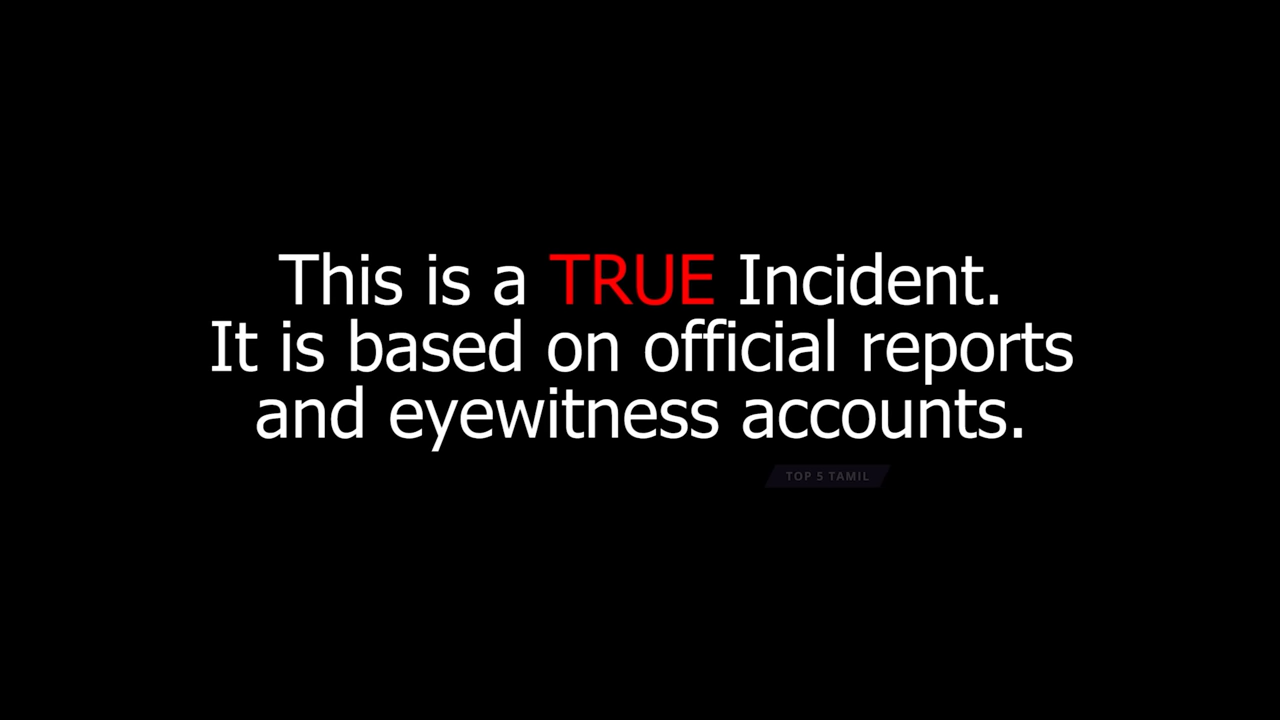 This is a TRUE Incident.
It is based on official reports
and eyewitness accounts.
TOP 5 TAMIL